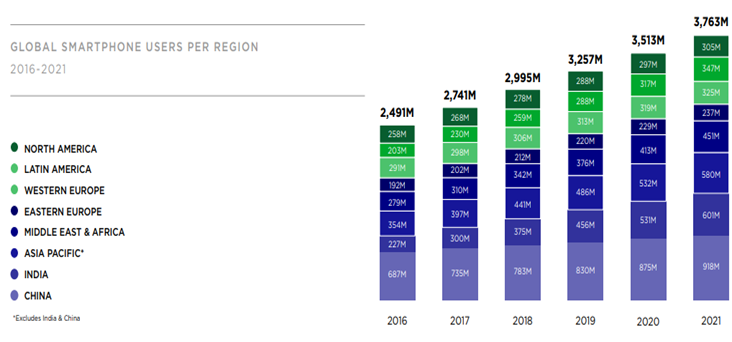 GLOBAL SMARTPHONE USERS PER REGION
2016-2021
NORTH AMERICA
LATIN AMERICA
WESTERN EUROPE
EASTERN EUROPE
MIDDLE EAST & AFRICA
ASIA PACIFIC*
INDIA
CHINA
*Excludes India & China
2,491M
258M
203M
291M
192M
279M
354M
227M
687M
2016
2,741M
268M
230M
298M
202M
310M
397M
300M
735M
2017
2,995M
278M
259M
306M
212M
342M
441M
375M
783M
2018
3,257M
288M
288M
313M
220M
376M
486M
456M
830M
2019
3,513M
297M
317M
319M
229M
413M
532M
531M
875M
2020
3,763M
305M
347M
325M
237M
451M
580M
601M
918M
2021